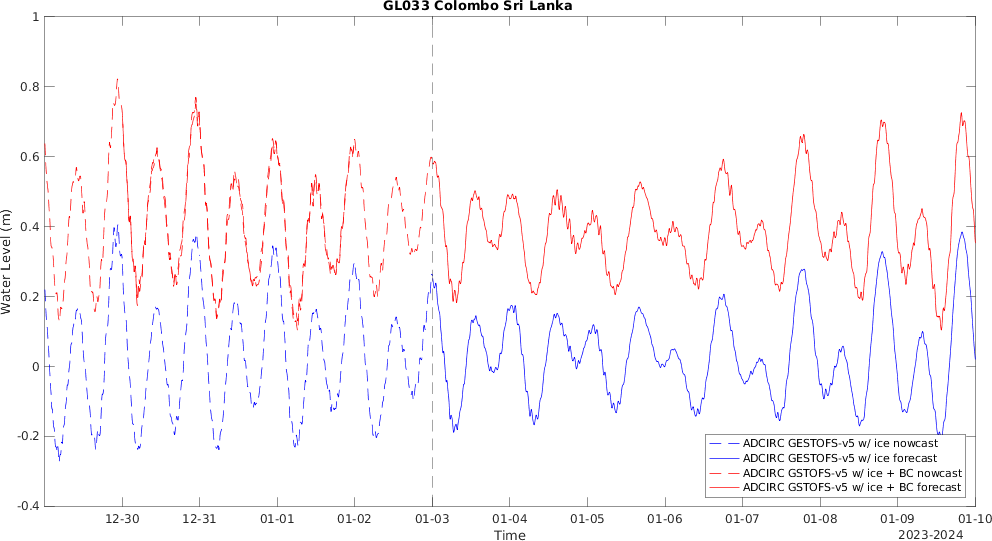 GL033 Colombo Sri Lanka
1
0.8
0.6
0.4
0.2
0
-0.2
-0.4
Water Level (m)
ADCIRC GESTOFS-v5 w/ ice nowcast
ADCIRC GESTOFS-v5 w/ ice forecast
ADCIRC GSTOFS-v5 w/ ice + BC nowcast
ADCIRC GSTOFS-v5 w/ ice + BC forecast
12-30 12-31 01-01 01-02 01-03 01-04 01-05 01-06 01-07 01-08 01-09 01-10
Time
2023-2024